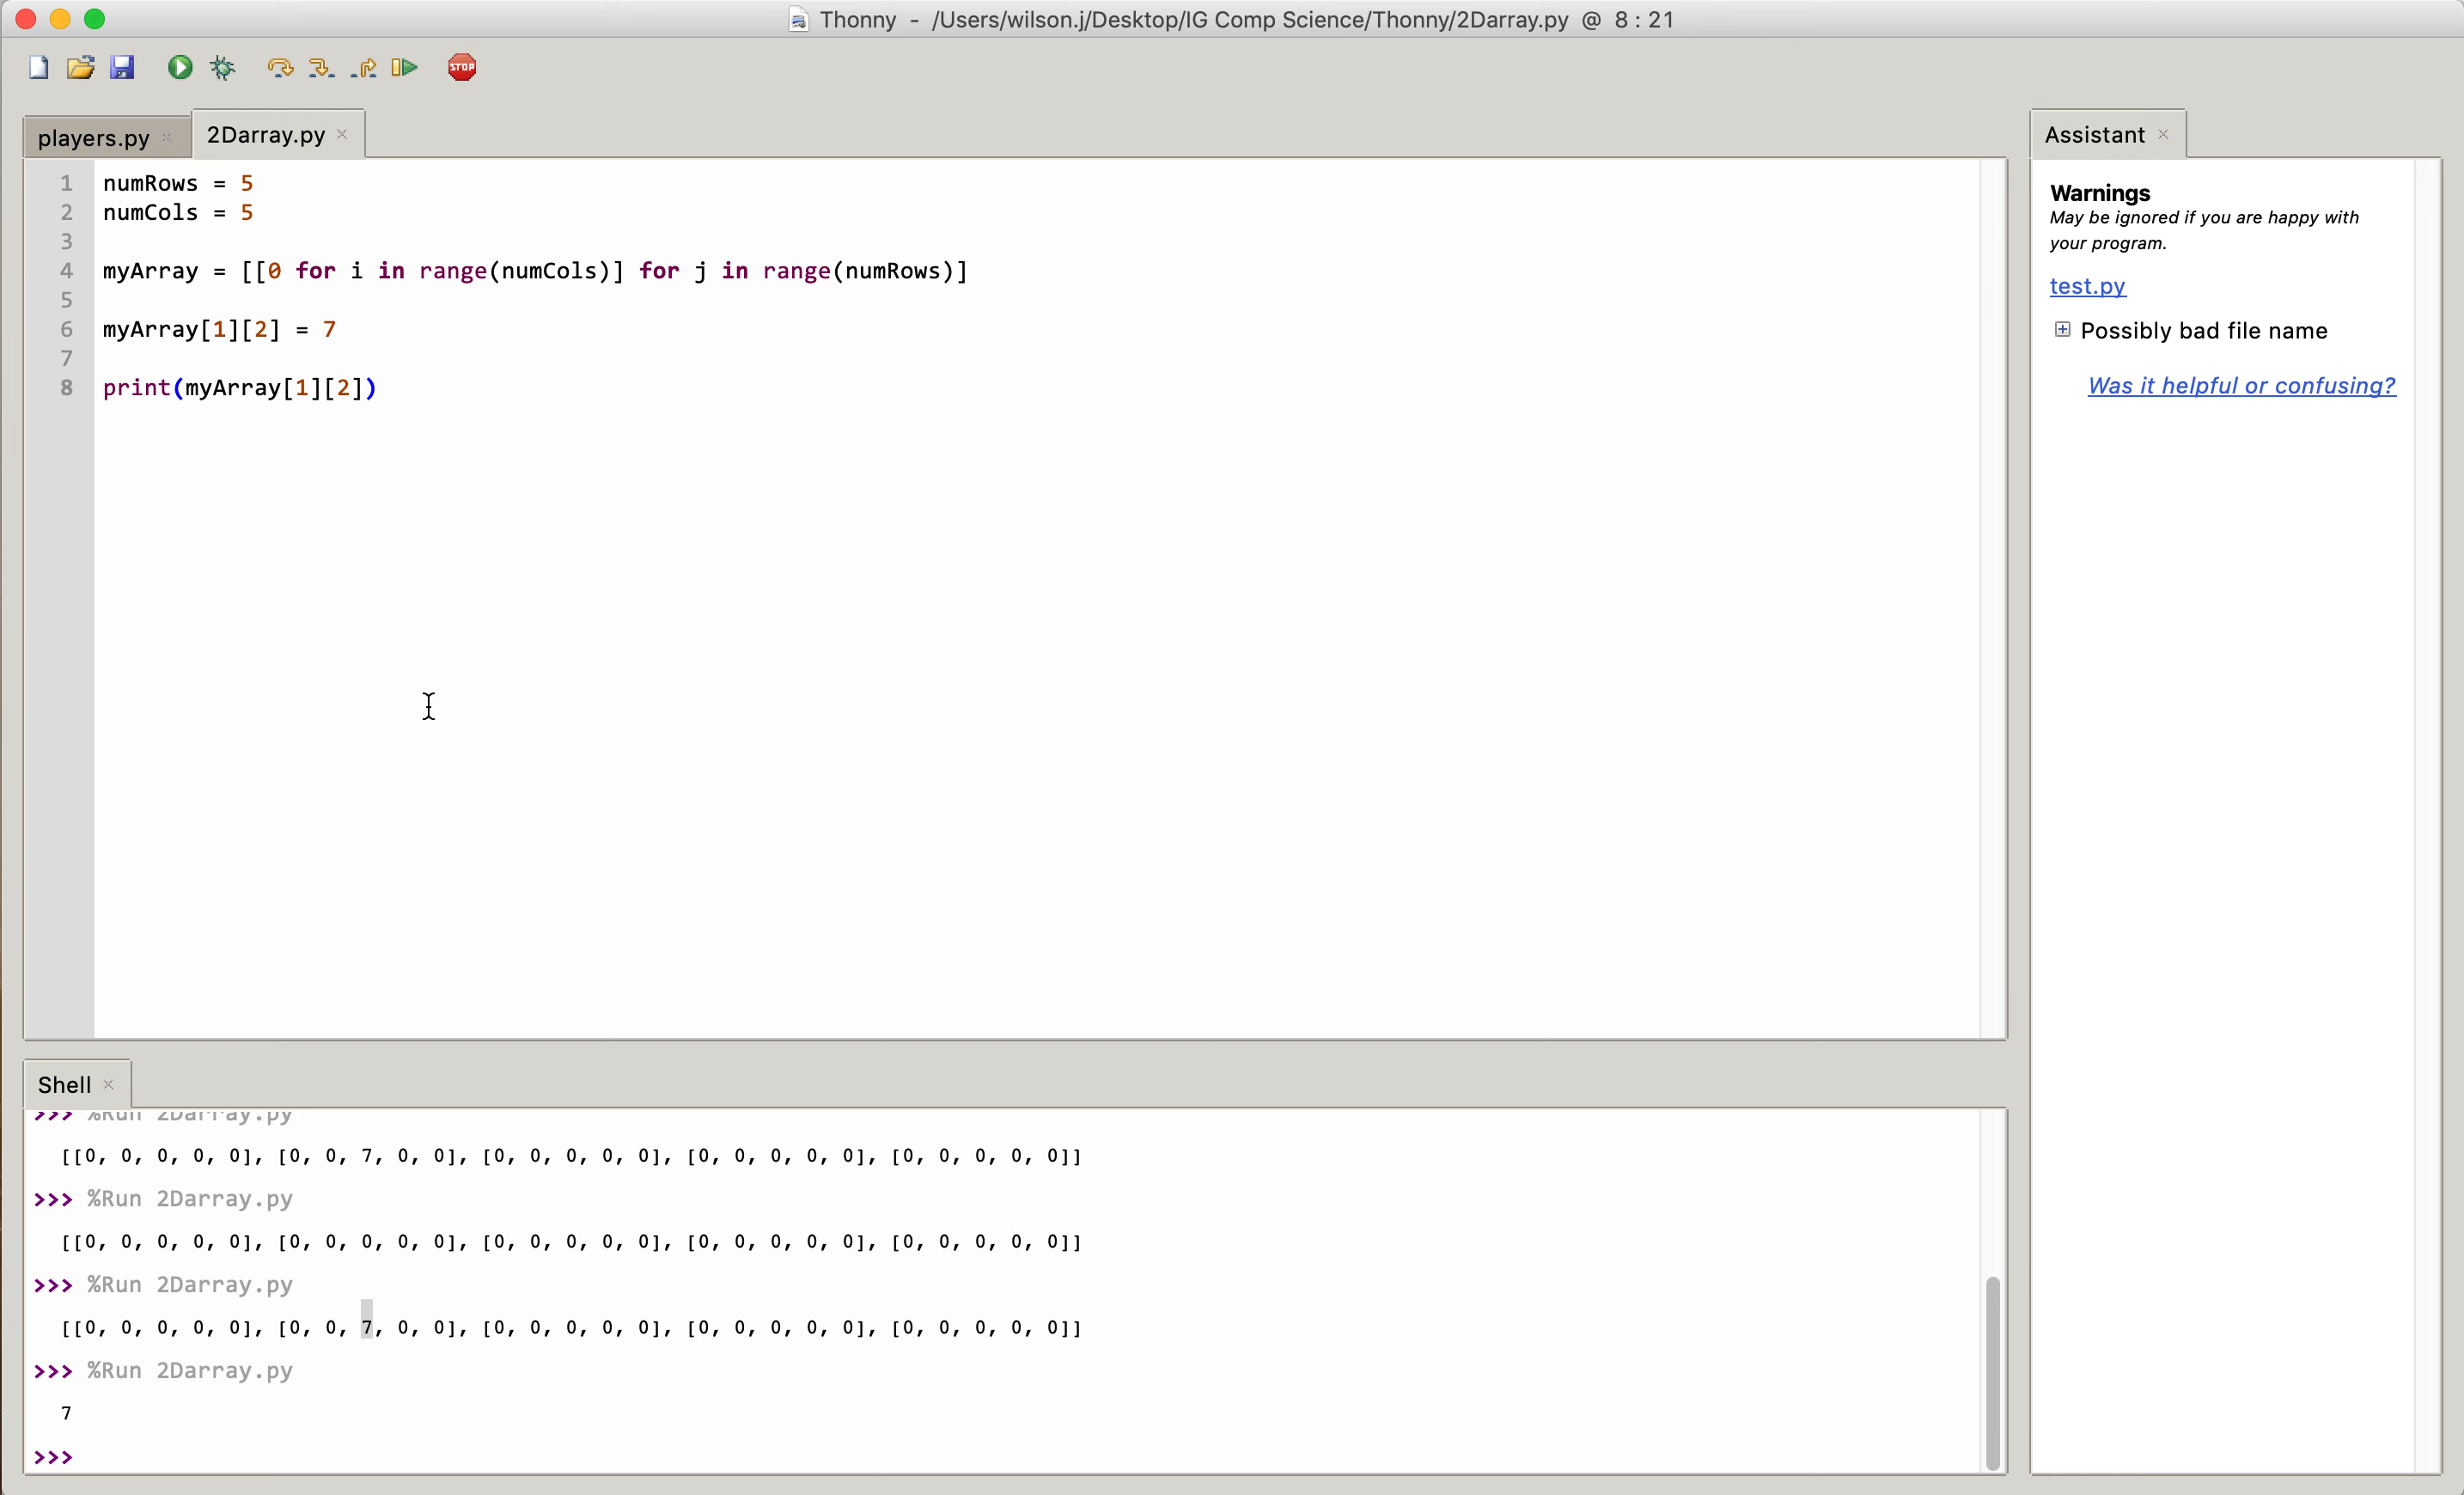 Thonny - /Users/wilson.j/Desktop/IG Comp Science/Thonny/2Darray.py @ 8 : 21
STOP
players.py
2Darray.py
1 numRows = 5
2 numCols = 5
3
4 myArray = [[0 for i in range(numCols)] for j in range(numRows)]
5
6 myArray[1][2] = 7
7
8 print(myArray[1][2])
Shell
>>> %Run 2Darray.py
[[0, 0, 0, 0, 0], [0, 0, 7, 0, 0], [0, 0, 0, 0, 0], [0, 0, 0, 0, 0], [0, 0, 0, 0, 0]]
>>> %Run 2Darray.py
[[0, 0, 0, 0, 0], [0, 0, 0, 0, 0], [0, 0, 0, 0, 0], [0, 0, 0, 0, 0], [0, 0, 0, 0, 0]]
>>> %Run 2Darray.py
[[0, 0, 0, 0, 0], [0, 0, 7, 0, 0], [0, 0, 0, 0, 0], [0, 0, 0, 0, 0], [0, 0, 0, 0, 0]]
>>> %Run 2Darray.py
7
>>>
Assistant
Warnings
May be ignored if you are happy with
your program.
test.py
Possibly bad file name
Was it helpful or confusing?